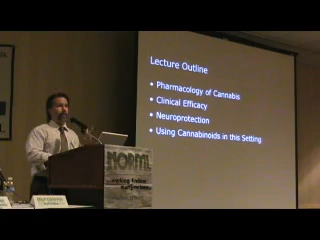 Lecture Outline
• Pharmacology of Cannabis
• Clinical Efficacy
• Neuroprotection
• Using Cannabinoids in this Setting
NORML